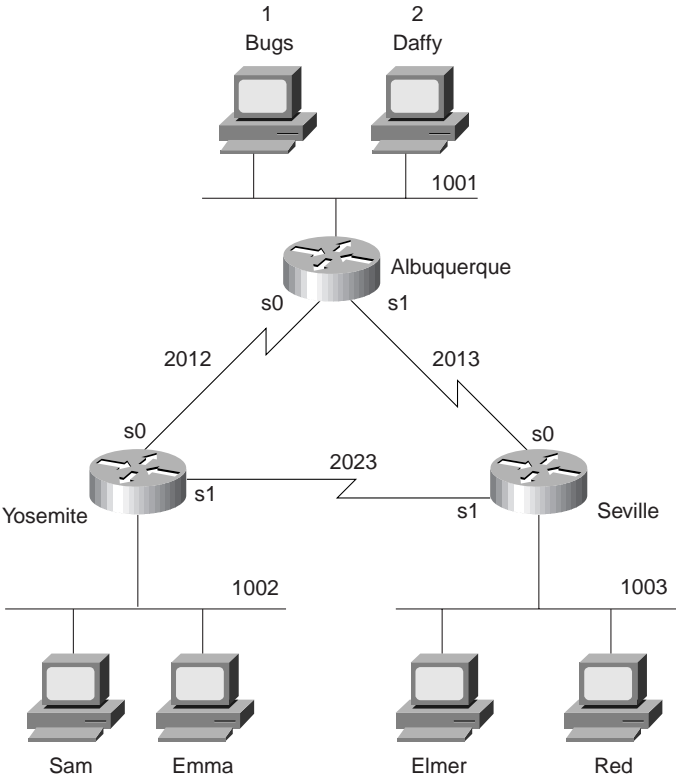 1 2
Bugs Daffy
1001
Albuquerque
s0 s1
2012 2013
s0 s0
2023
s1
Yosemite s1 Seville
1002 1003
Sam Emma Elmer Red